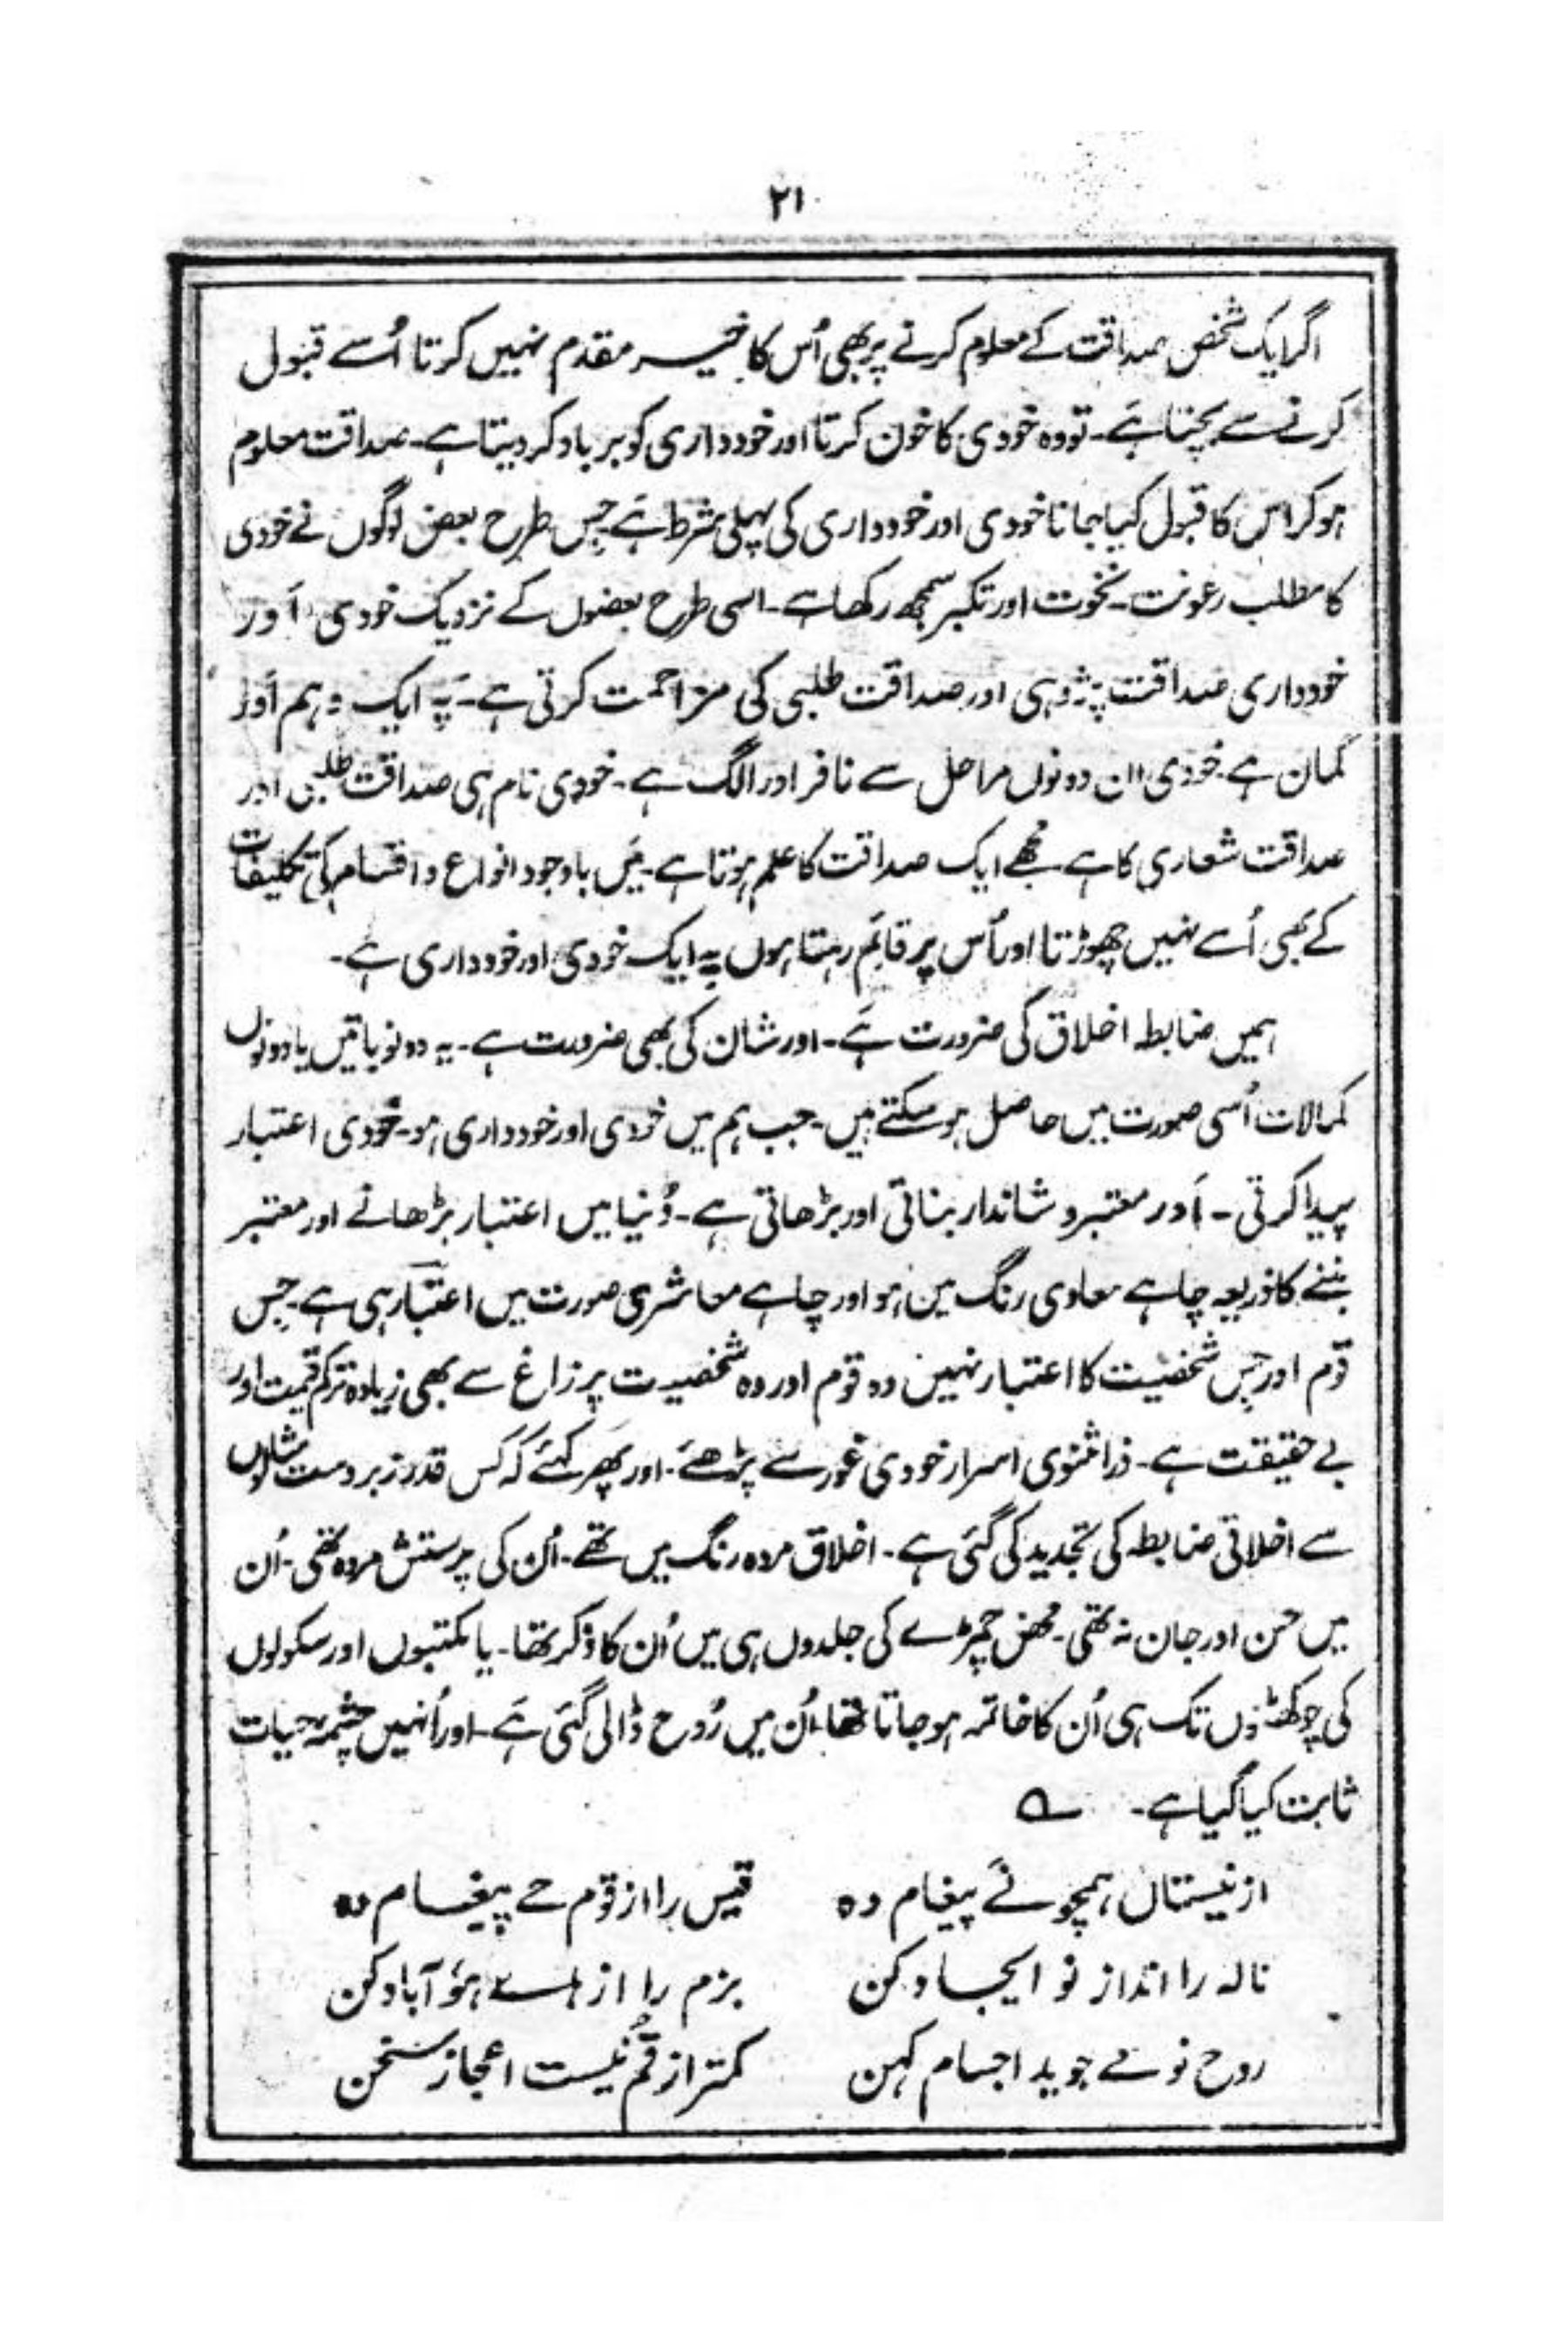 ۲۱
اگر ایک شخص صداقت کے معلوم کرنے پر بھی اُس کا خیر مقدم نہیں کرتا اُسے قبول
کرنے سے بچتا ہے۔ تو وہ خودی کا خون کرتا اور خودداری کو برباد کر دیتا ہے۔ صداقت معلوم
ہو کر اس کا قبول کیا جانا خودی اور خودداری کی پہلی شرط ہے جس طرح بعض لوگوں نے خودی
کا مطلب رعونت۔ نخوت اور تکبر سمجھ رکھا ہے۔ اسی طرح بعضوں کے نزدیک خودی اَور
خودداری صداقت پژوہی اور صداقت طلبی کی مزاحمت کرتی ہے۔ یہ ایک وہم اَور
گمان ہے۔ خودی ان دونوں مراحل سے نافر اور الگ ہے۔ خودی نام ہی صداقت طلبی اور
صداقت شعاری کا ہے مجھے ایک صداقت کا علم ہوتا ہے۔ میں باوجود انواع و اقسام کی تکلیفات
کے بھی اُسے نہیں چھوڑتا اور اُس پر قائم رہتا ہوں یہ ایک خودی اور خودداری ہے۔
ہمیں ضابطہ اخلاق کی ضرورت ہے۔ اور شان کی بھی ضرورت ہے۔ یہ دونو باتیں یا دونوں
کمالات اُسی صورت میں حاصل ہو سکتے ہیں۔ جب ہم میں خودی اور خودداری ہو۔ خودی اعتبار
پیدا کرتی۔ اَور معتبر و شاندار بناتی اور بڑھاتی ہے۔ دُنیا میں اعتبار بڑھانے اور معتبر
بننے کا ذریعہ چاہے معاوی رنگ میں ہو اور چاہے معاشری صورت میں اعتبار ہی ہے۔ جس
قوم اور جس شخصیت کا اعتبار نہیں وہ قوم اور وہ شخصیت پر زاغ سے بھی زیادہ تر کم قیمت اور
بے حقیقت ہے۔ ذرا مثنوی اسرار خودی غور سے پڑھئے۔ اور پھر کہئے کہ کس قدر زبردست مثالوں
سے اخلاقی ضابطہ کی تجدید کی گئی ہے۔ اخلاق مردہ رنگ میں تھے۔ اُن کی پرستش مردہ تھی۔ اُن
میں حسن اور جان نہ تھی۔ محض چمڑے کی جلدوں ہی میں اُن کا ذکر تھا۔ یا مکتبوں اور سکولوں
کی چوکھٹوں تک ہی اُن کا خاتمہ ہو جاتا تھا اُن میں رُوح ڈالی گئی ہے۔ اور اُنہیں چشمہ حیات
ثابت کیا گیا ہے۔ ؎
از نیستاں ہمچو نے پیغام دہ قیس را از قوم حے پیغام دہ
نالہ را انداز نو ایجاد کن بزم را از ہاے ہو آباد کن
روح نو مے جوید اجسام کہن کمتر از قم نیست اعجاز سخن